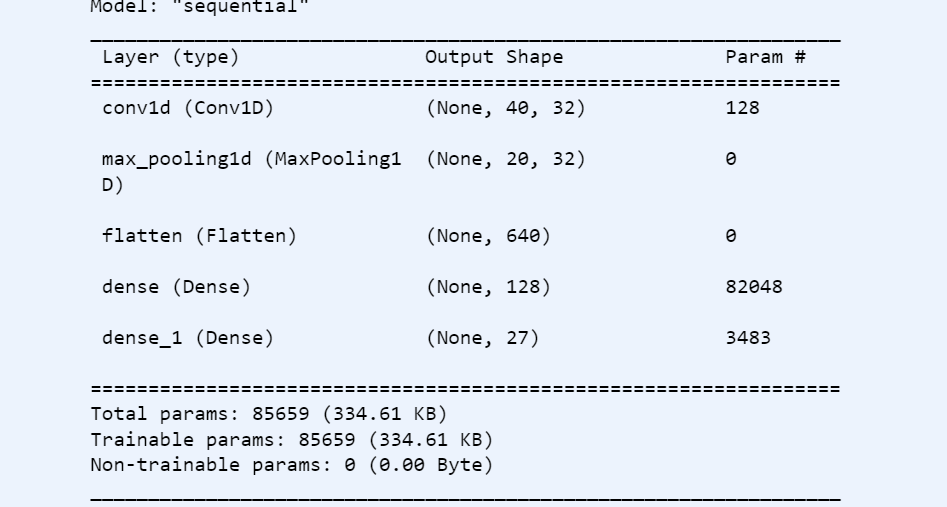 Model: "sequential"
Layer (type) Output Shape Param #
conv1d (Conv1D) (None, 40, 32) 128
max_pooling1d (MaxPooling1 (None, 20, 32) 0
D)
flatten (Flatten) (None, 640) 0
dense (Dense) (None, 128) 82048
dense_1 (Dense) (None, 27) 3483
Total params: 85659 (334.61 KB)
Trainable params: 85659 (334.61 KB)
Non-trainable params: 0 (0.00 Byte)